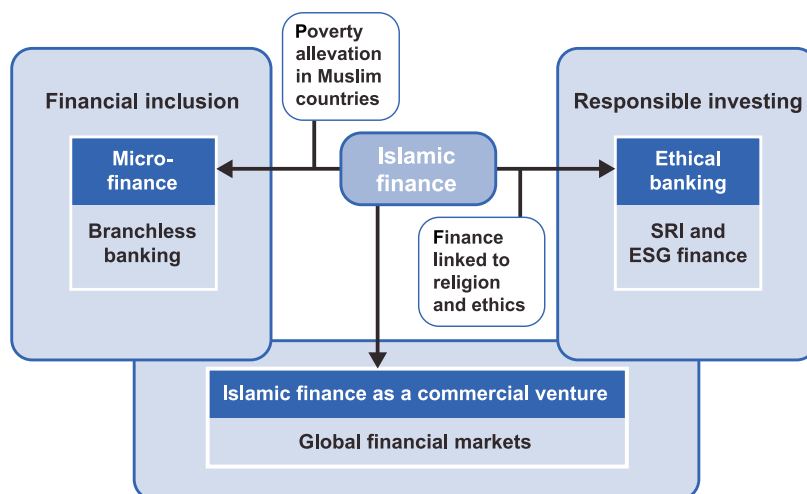 Poverty
allevation
in Muslim
countries
Financial inclusion
Responsible investing
Micro-
finance
Islamic
finance
Ethical
banking
Branchless
banking
Finance
linked to
religion
and ethics
SRI and
ESG finance
Islamic finance as a commercial venture
Global financial markets